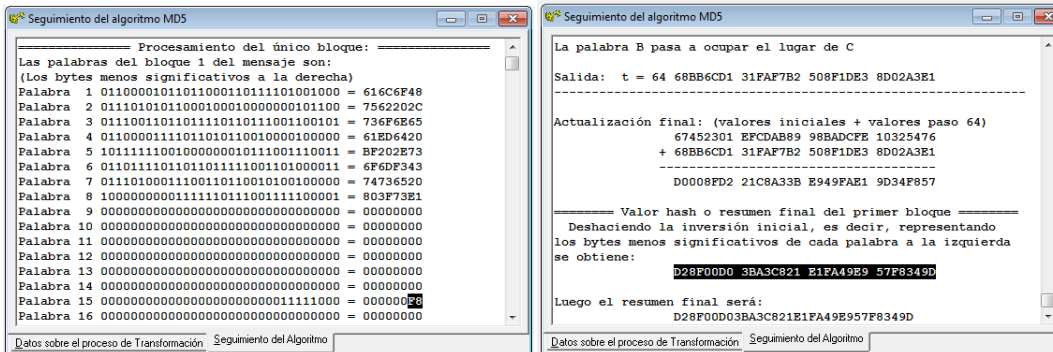 Seguimiento del algoritmo MD5
=============== Procesamiento del único bloque: ===============
Las palabras del bloque 1 del mensaje son:
(Los bytes menos significativos a la derecha)
Palabra 1 01100001011011000110111101001000 = 616C6F48
Palabra 2 01110101011000100010000000101100 = 7562202C
Palabra 3 01110011011011110110111001100101 = 736F6E65
Palabra 4 01100001111011010110010000100000 = 61ED6420
Palabra 5 10111111001000000010111001110011 = BF202E73
Palabra 6 01101111011011011111001101000011 = 6F6DF343
Palabra 7 01110100011100110110010100100000 = 74736520
Palabra 8 10000000001111110111001111100001 = 803F73E1
Palabra 9 00000000000000000000000000000000 = 00000000
Palabra 10 00000000000000000000000000000000 = 00000000
Palabra 11 00000000000000000000000000000000 = 00000000
Palabra 12 00000000000000000000000000000000 = 00000000
Palabra 13 00000000000000000000000000000000 = 00000000
Palabra 14 00000000000000000000000000000000 = 00000000
Palabra 15 00000000000000000000000011111000 = 000000F8
Palabra 16 00000000000000000000000000000000 = 00000000
Datos sobre el proceso de Transformación Seguimiento del Algoritmo
Seguimiento del algoritmo MD5
La palabra B pasa a ocupar el lugar de C
Salida: t = 64 68BB6CD1 31FAF7B2 508F1DE3 8D02A3E1
---------------------------------------------------------------
Actualización final: (valores iniciales + valores paso 64)
67452301 EFCDAB89 98BADCFE 10325476
+ 68BB6CD1 31FAF7B2 508F1DE3 8D02A3E1
-------------------------------------
D0008FD2 21C8A33B E949FAE1 9D34F857
======== Valor hash o resumen final del primer bloque ========
Deshaciendo la inversión inicial, es decir, representando
los bytes menos significativos de cada palabra a la izquierda
se obtiene:
D28F00D0 3BA3C821 E1FA49E9 57F8349D
Luego el resumen final será:
D28F00D03BA3C821E1FA49E957F8349D
Datos sobre el proceso de Transformación Seguimiento del Algoritmo